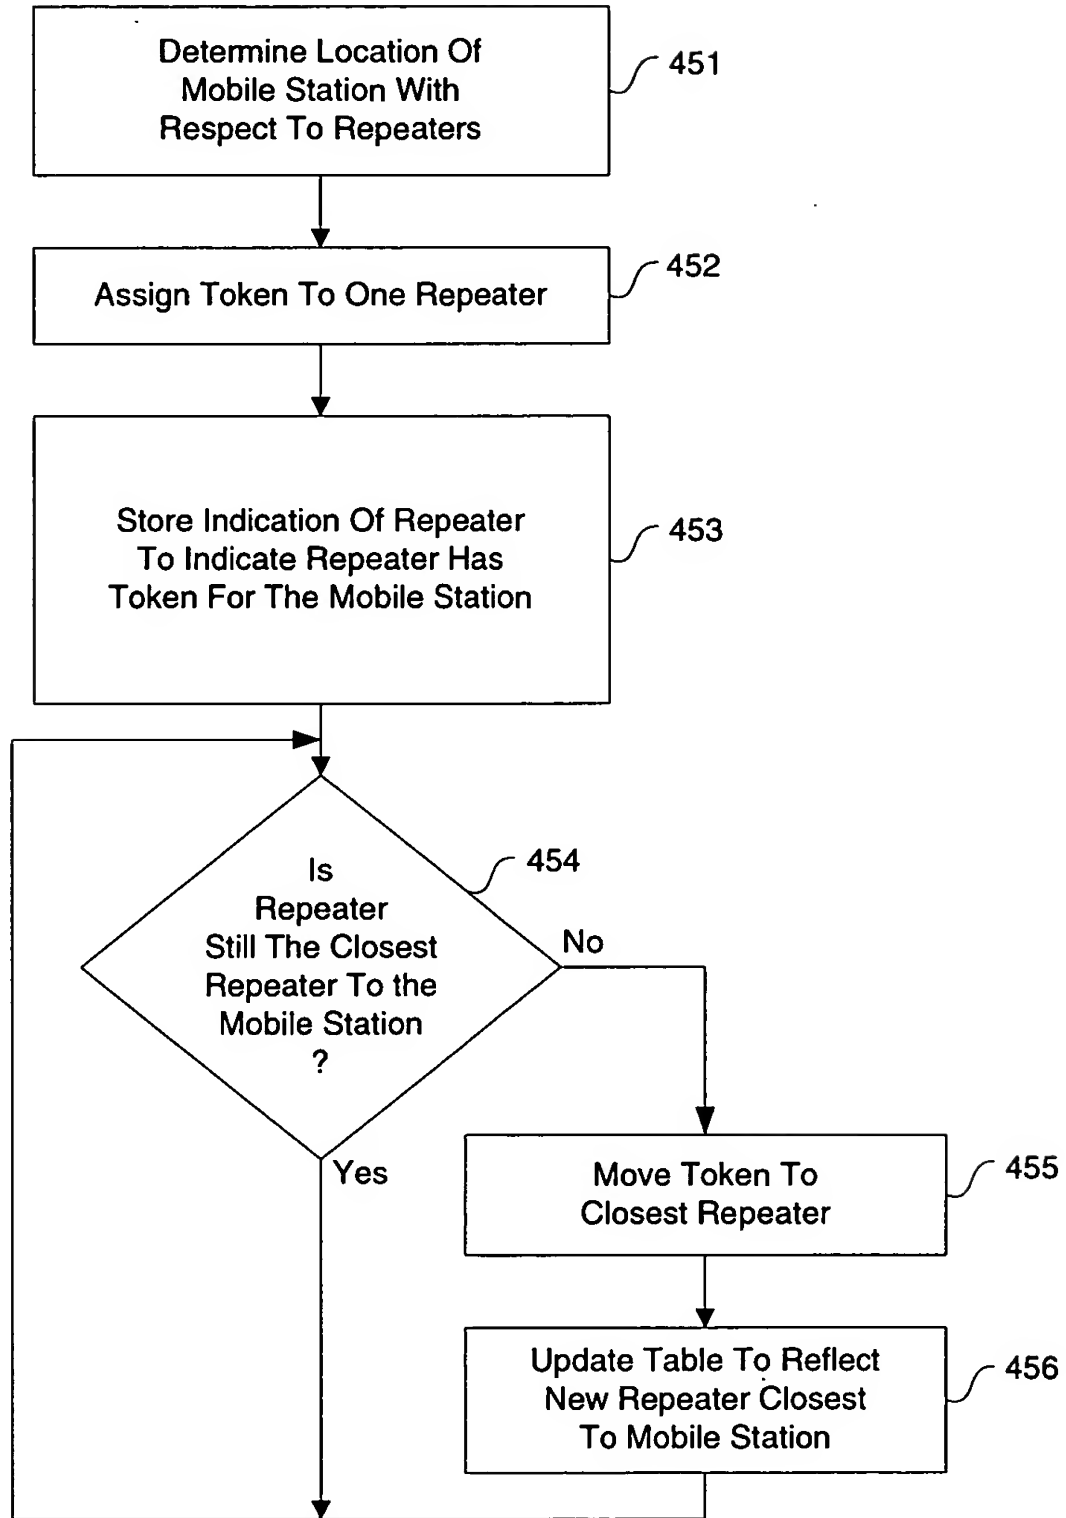 Determine Location Of
Mobile Station With
Respect To Repeaters
451
Assign Token To One Repeater
452
Store Indication Of Repeater
To Indicate Repeater Has
Token For The Mobile Station
453
Is
Repeater
Still The Closest
Repeater To the
Mobile Station
?
454
No
Yes
Move Token To
Closest Repeater
455
Update Table To Reflect
New Repeater Closest
To Mobile Station
456